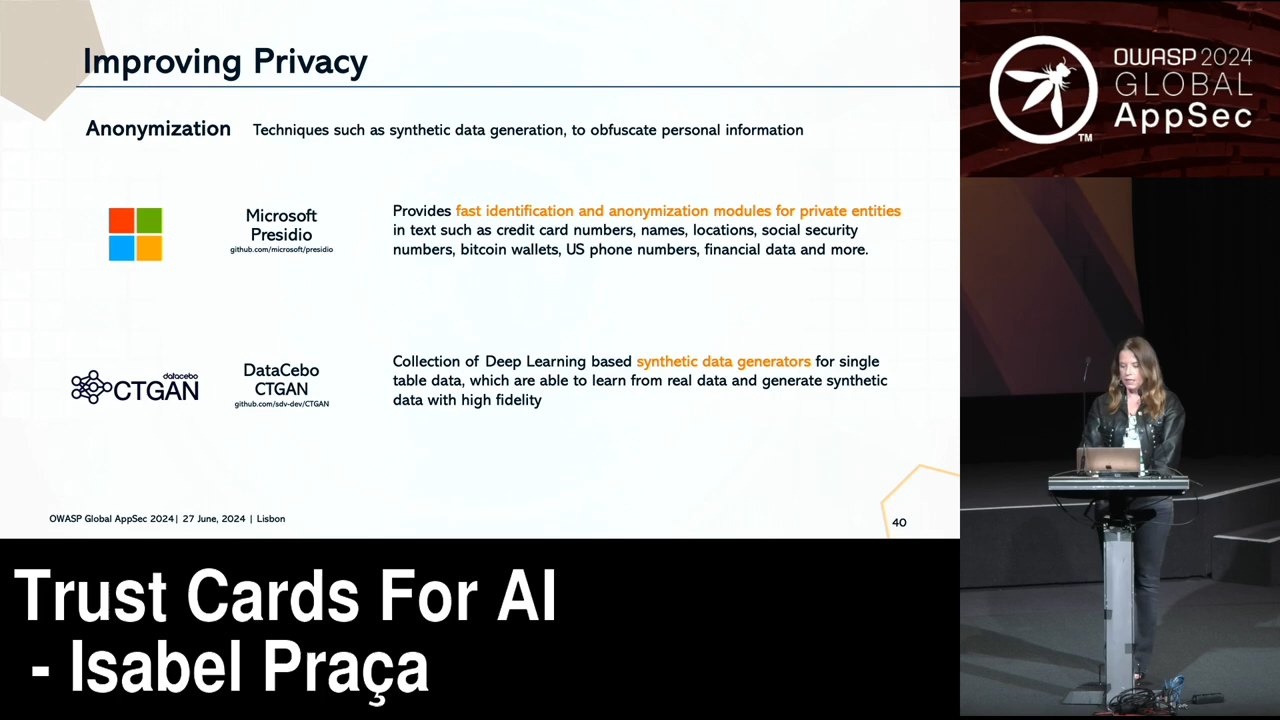 Improving Privacy
Anonymization Techniques such as synthetic data generation, to obfuscate personal information
Microsoft
Presidio
github.com/microsoft/presidio
Provides fast identification and anonymization modules for private entities
in text such as credit card numbers, names, locations, social security
numbers, bitcoin wallets, US phone numbers, financial data and more.
datacebo
CTGAN
DataCebo
CTGAN
github.com/sdv-dev/CTGAN
Collection of Deep Learning based synthetic data generators for single
table data, which are able to learn from real data and generate synthetic
data with high fidelity
OWASP Global AppSec 2024| 27 June, 2024 | Lisbon
40
OWASP 2024
GLOBAL
AppSec
TM
Trust Cards For AI
- Isabel Praça